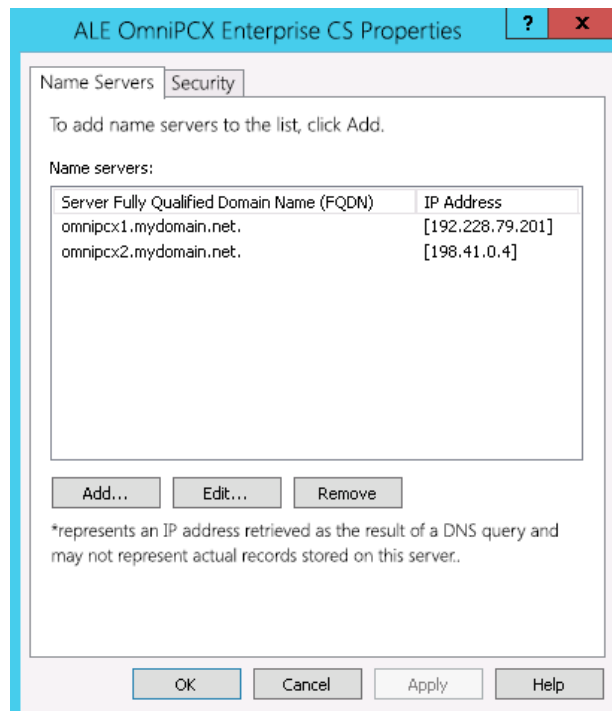 ALE OmniPCX Enterprise CS Properties ? x
Name Servers Security
To add name servers to the list, click Add.
Name servers:
Server Fully Qualified Domain Name (FQDN) IP Address
omnipcx1.mydomain.net. [192.228.79.201]
omnipcx2.mydomain.net. [198.41.0.4]
Add... Edit... Remove
*represents an IP address retrieved as the result of a DNS query and
may not represent actual records stored on this server..
OK Cancel Apply Help